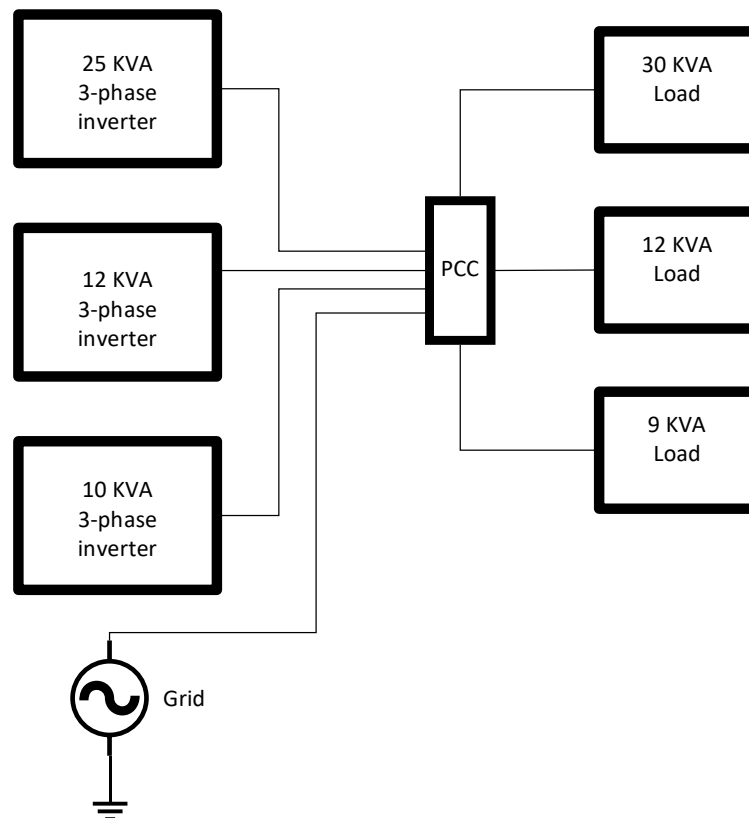 25 KVA
3-phase
inverter
30 KVA
Load
12 KVA
3-phase
inverter
PCC
12 KVA
Load
10 KVA
3-phase
inverter
9 KVA
Load
Grid